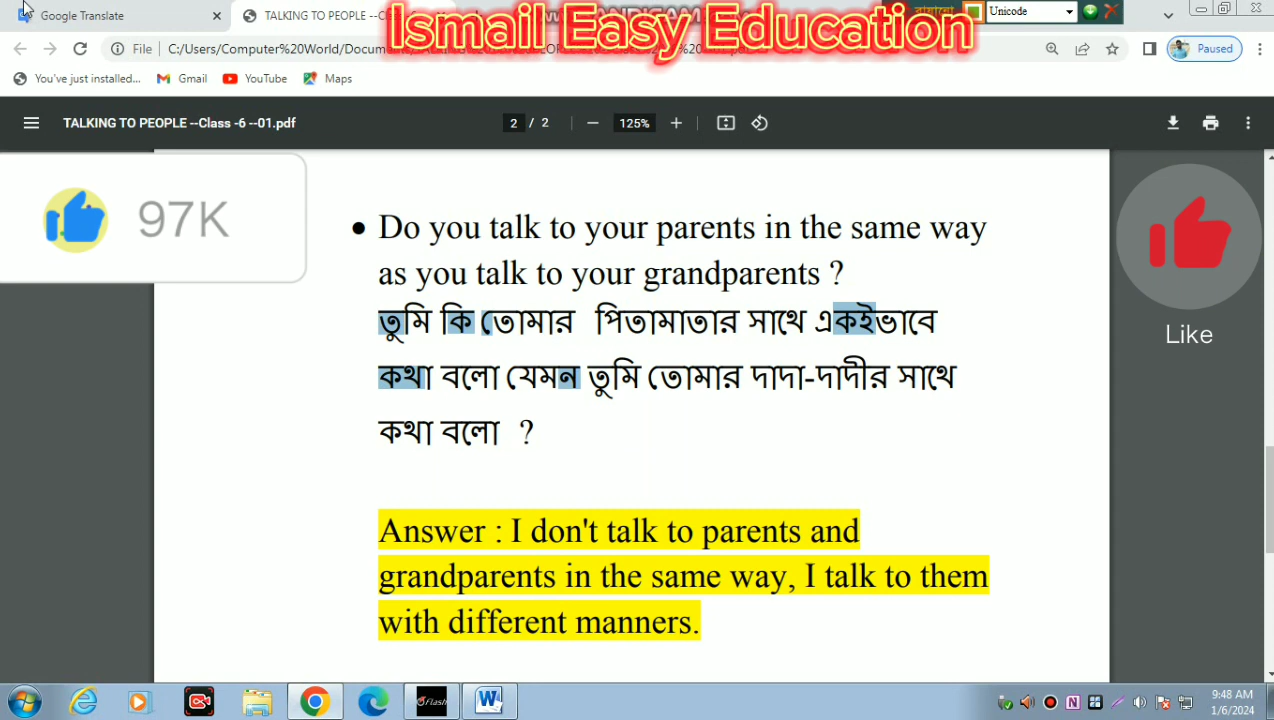 Google Translate
TALKING TO PEOPLE --C
Unicode
Ismail Easy Education
File
C:/Users/Computer%20World/Docum
Paused
You've just installed...
Gmail
YouTube
Maps
TALKING TO PEOPLE --Class -6 --01.pdf
2 / 2
125%
97K
Like
• Do you talk to your parents in the same way
as you talk to your grandparents ?
তুমি কি তোমার পিতামাতার সাথে একইভাবে
কথা বলো যেমন তুমি তোমার দাদা-দাদীর সাথে
কথা বলো ?
Answer : I don't talk to parents and
grandparents in the same way, I talk to them
with different manners.
Flash
9:48 AM
1/6/2024